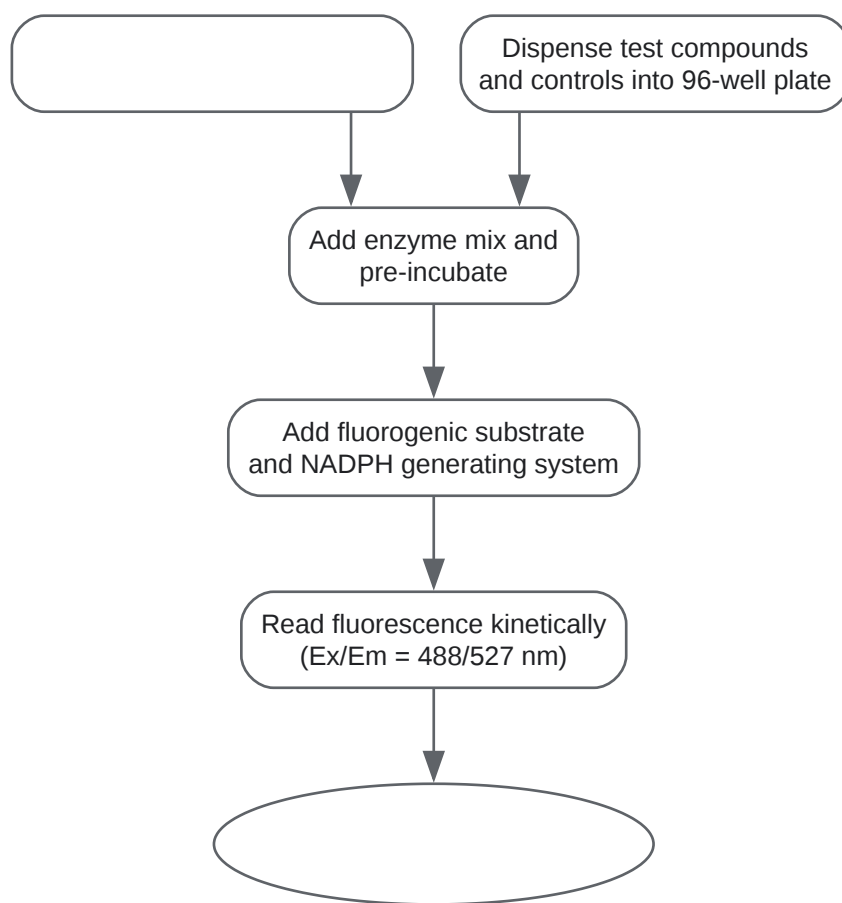 Dispense test compounds
and controls into 96-well plate
Add enzyme mix and
pre-incubate
Add fluorogenic substrate
and NADPH generating system
Read fluorescence kinetically
(Ex/Em = 488/527 nm)